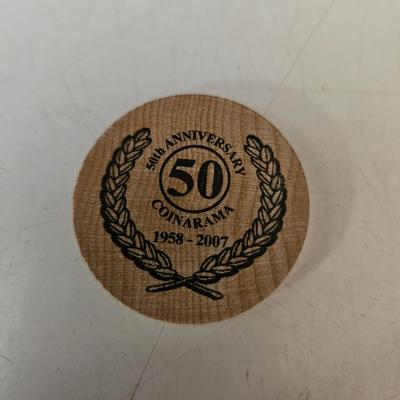 50th ANNIVERSARY
50
COINARAMA
1958 - 2007